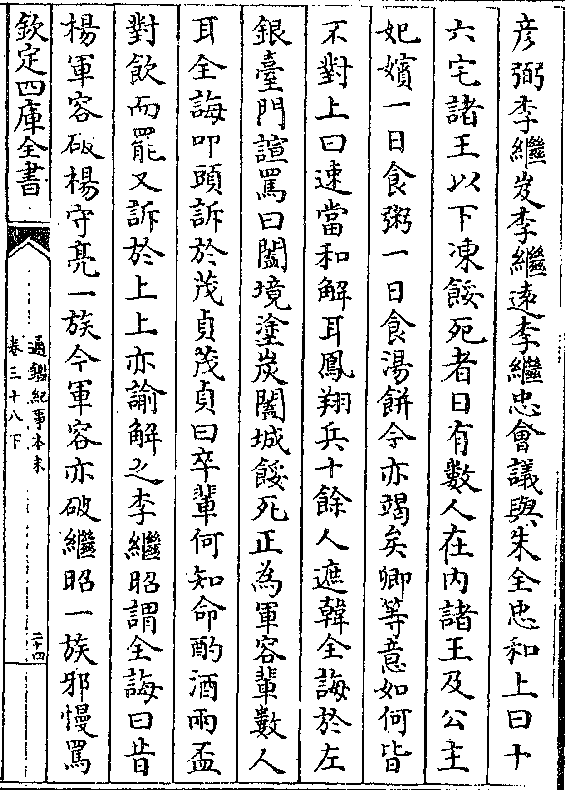 彦弼李繼岌李繼遠李繼忠會議與朱全忠和上曰十
六宅諸王以下凍餒死者日有數人在内諸王及公主
妃嬪一日食粥一日食湯餅今亦竭矣卿等意如何皆
不對上曰速當和解耳鳳翔兵十餘人遮韓全誨於左
銀臺門諠罵曰闔境塗炭闔城餒死正為軍容輩數人
耳全誨叩頭訴於茂貞茂貞曰卒輩何知命酌酒兩盃
對飲而罷又訴於上上亦諭解之李繼昭謂全誨曰昔
楊軍容破楊守亮一族今軍容亦破繼昭一族邪慢罵
欽定四庫全書
通鑑紀事本末
卷三十八下
二十四